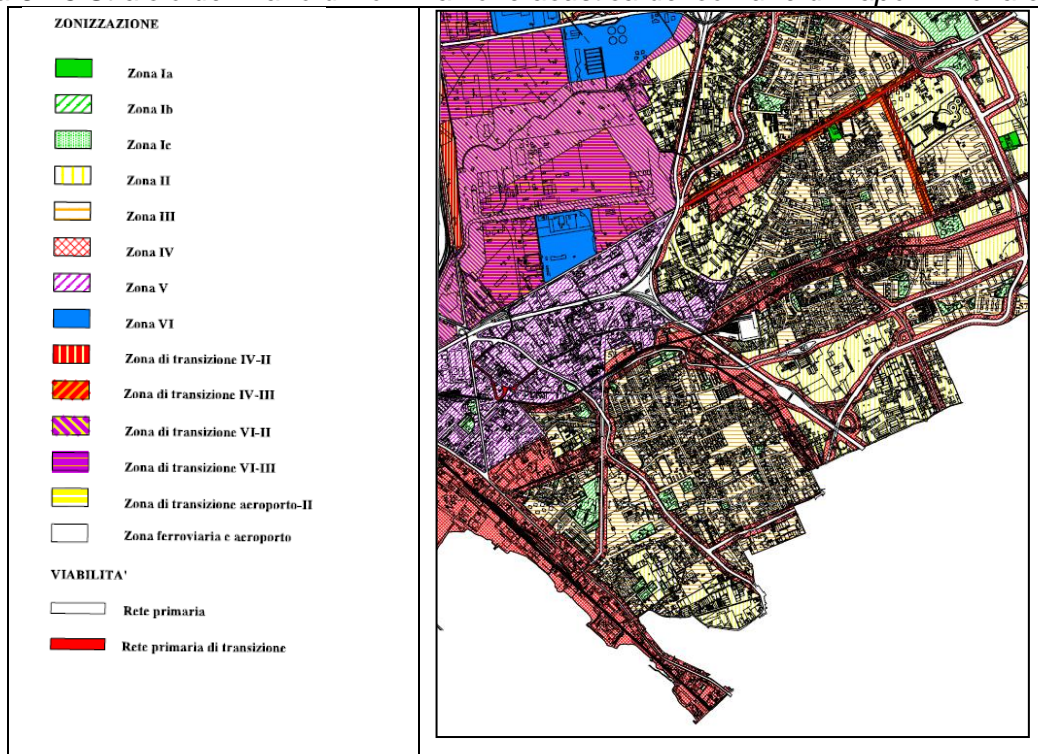 ZONIZZAZIONE
Zona Ia
Zona Ib
Zona Ic
Zona II
Zona III
Zona IV
Zona V
Zona VI
Zona di transizione IV-II
Zona di transizione IV-III
Zona di transizione VI-II
Zona di transizione VI-III
Zona di transizione aeroporto-II
Zona ferroviaria e aeroporto
VIABILITA'
Rete primaria
Rete primaria di transizione